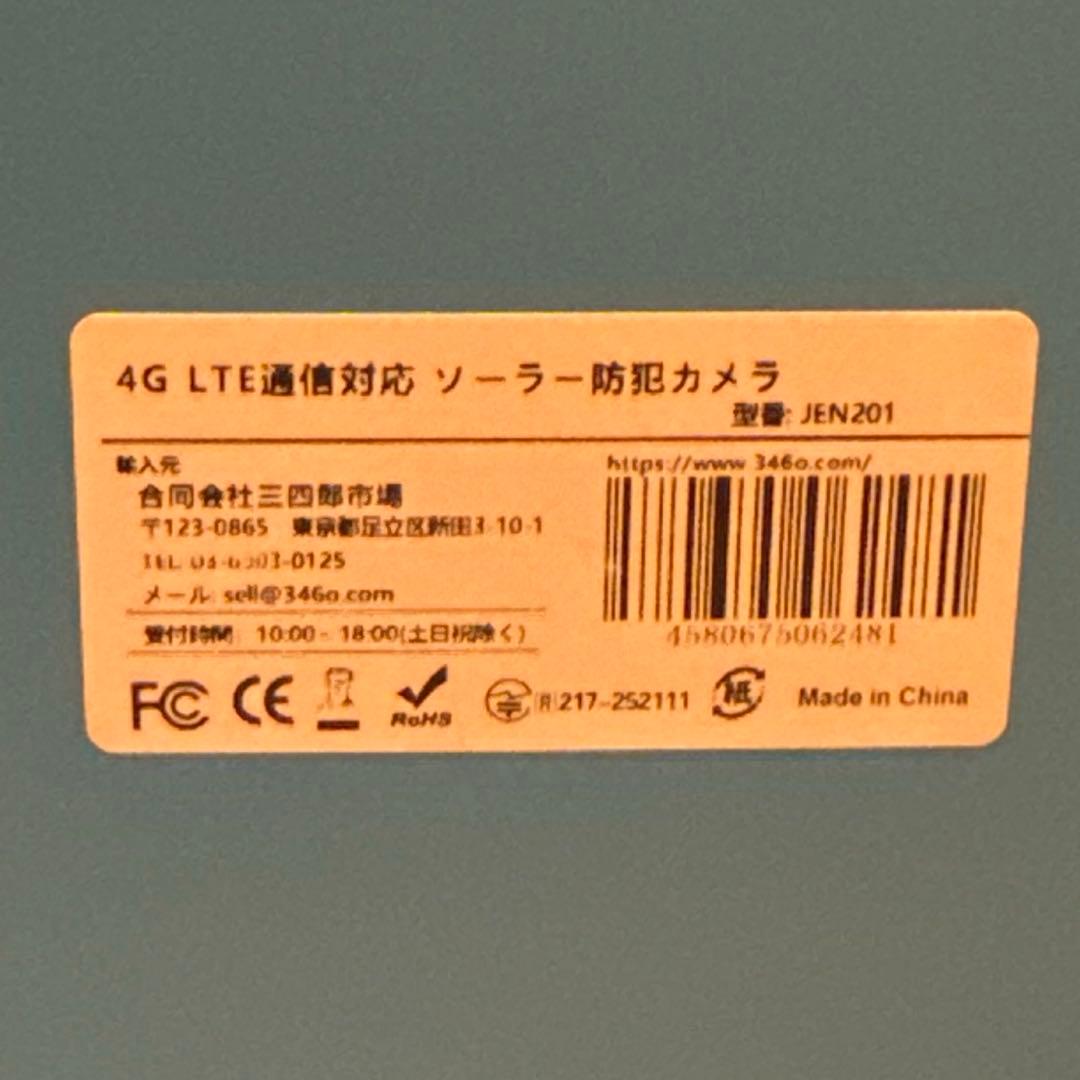 4G LTE通信対応 ソーラー防犯カメラ
型番: JEN201
輸入元
合同会社三四郎市場
〒123-0865 東京都足立区新田3-10-1
-0125
メール: sell@346o.com
受付時間: 10:00 - 18:00(土日祝除く)
https://www.346o.com/
4580675062481
FC CE RoHS R 217-252111 紙 Made in China